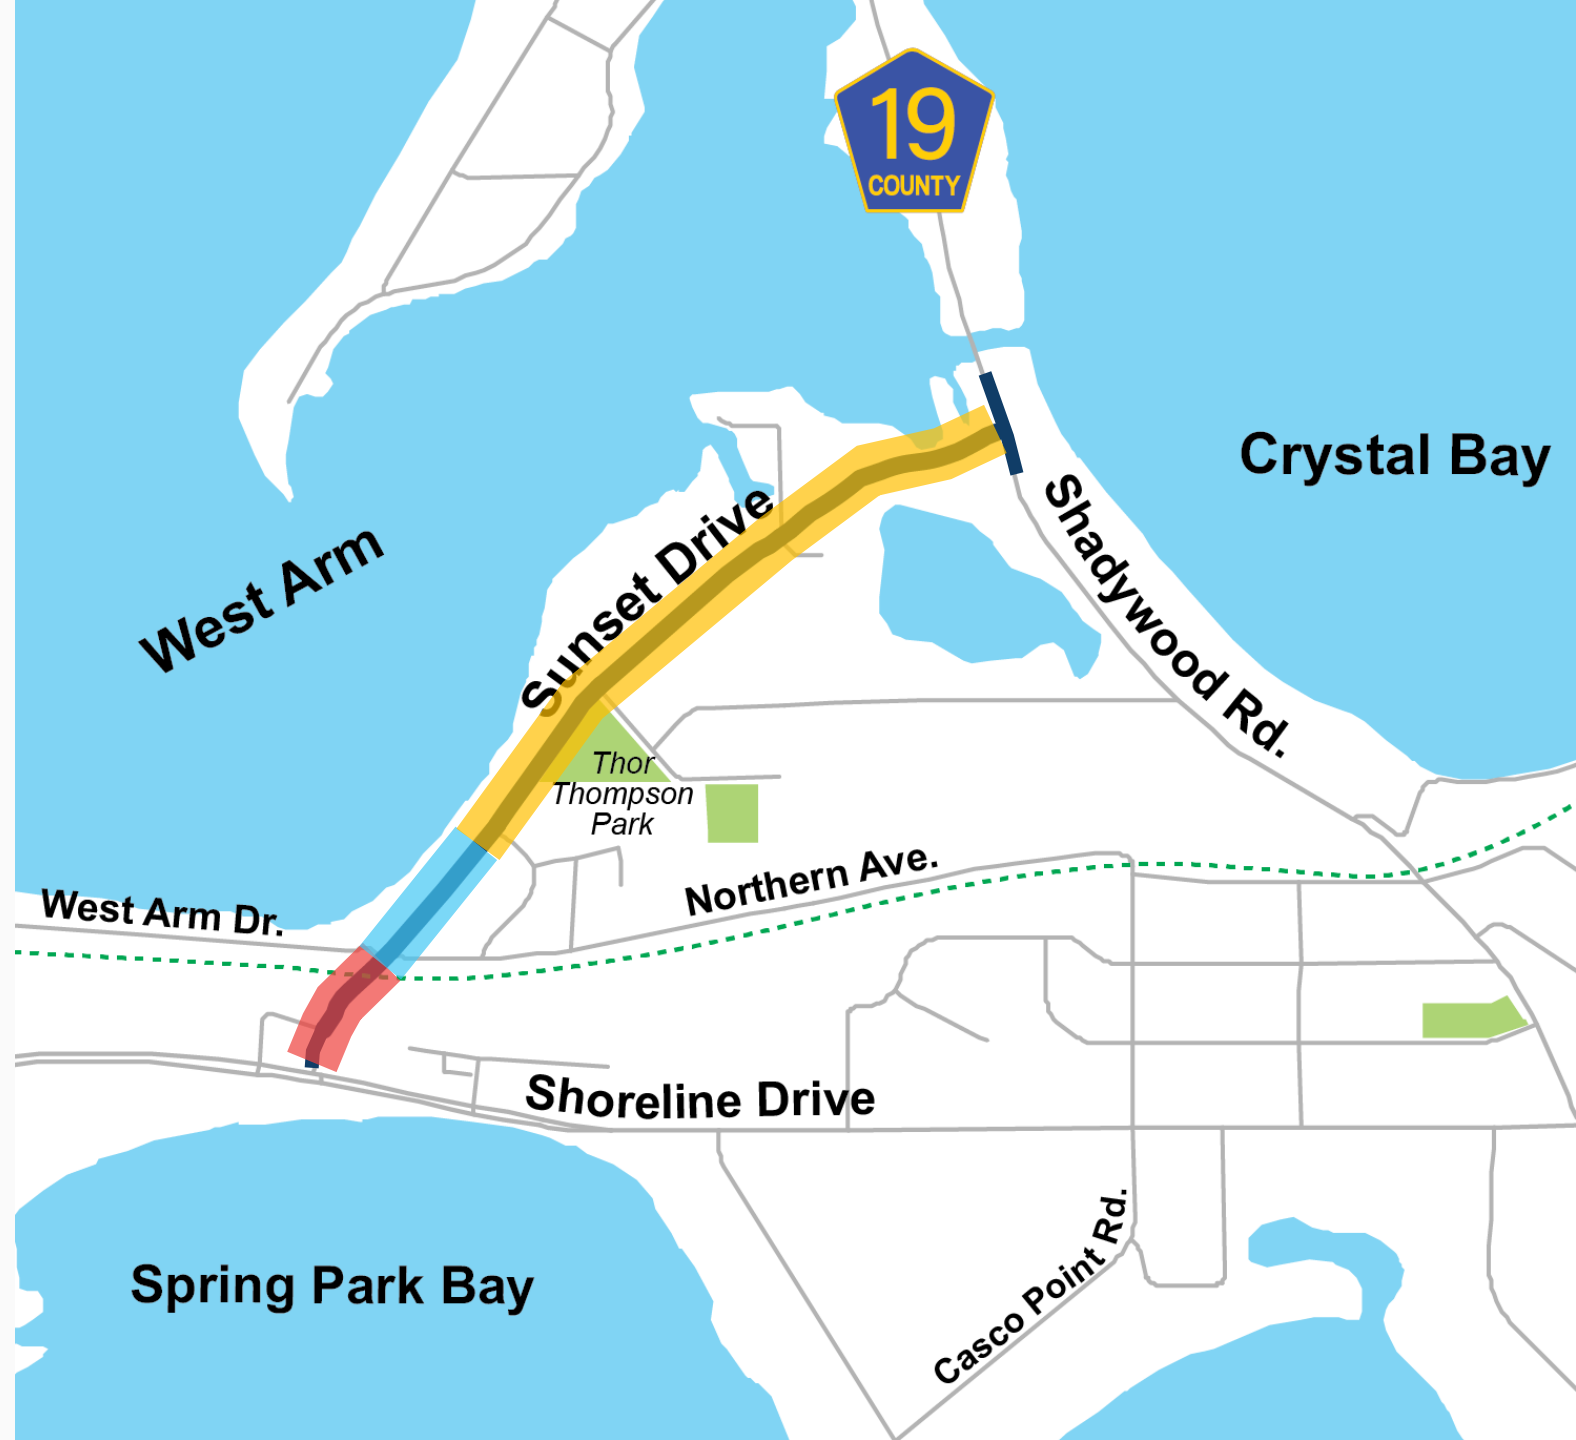 19
COUNTY
Crystal Bay
Shadywood Rd.
West Arm
Sunset Drive
Thor
Thompson
Park
Northern Ave.
West Arm Dr.
Shoreline Drive
Spring Park Bay
Casco Point Rd.